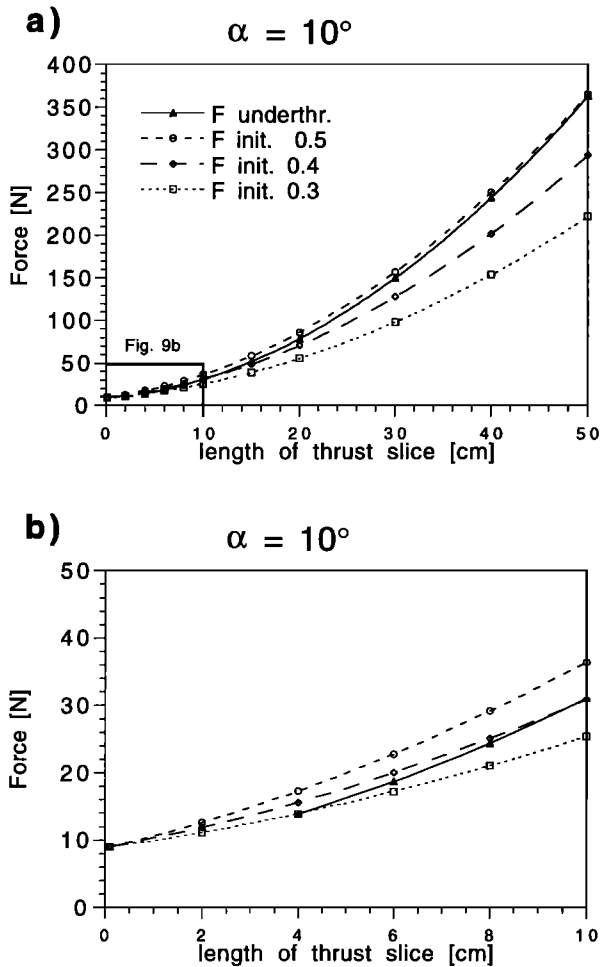 a)
α = 10°
400
350
300
250
200
150
100
50
0
Force [N]
F underthr.
F init. 0.5
F init. 0.4
F init. 0.3
Fig. 9b
0 10 20 30 40 50
length of thrust slice [cm]
b)
α = 10°
50
40
30
20
10
0
Force [N]
0 2 4 6 8 10
length of thrust slice [cm]